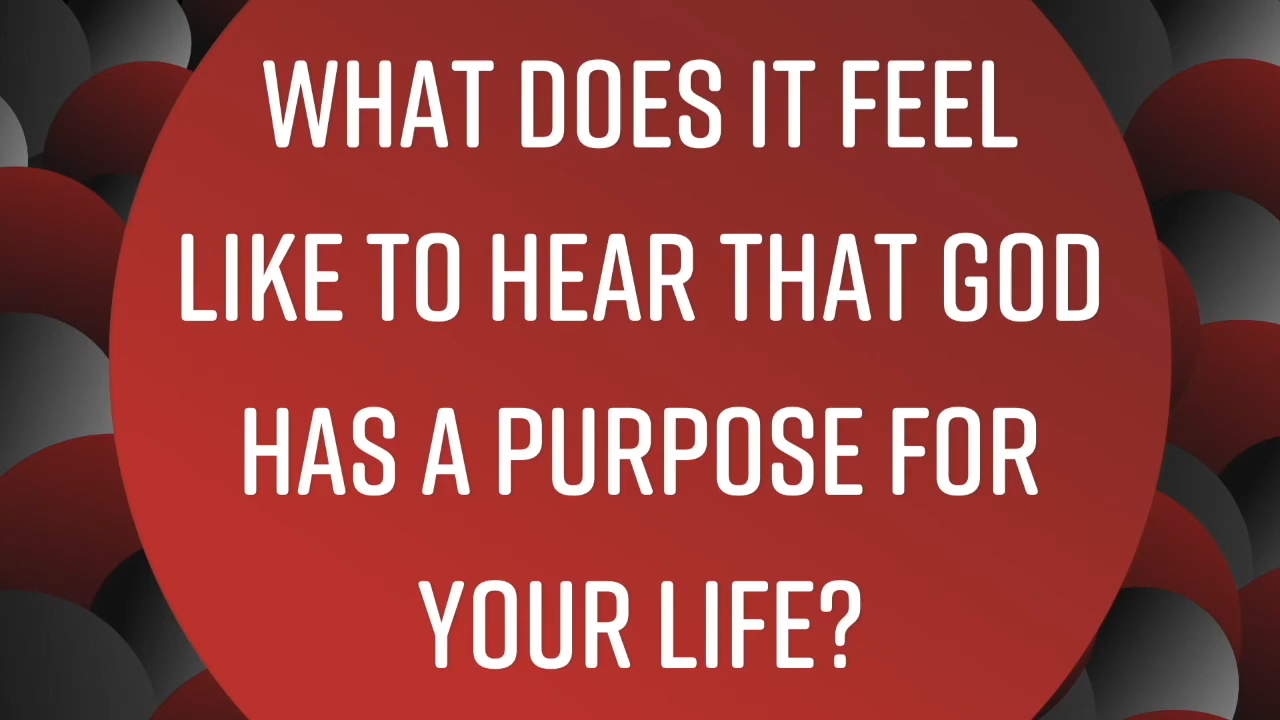 WHAT DOES IT FEEL
LIKE TO HEAR THAT GOD
HAS A PURPOSE FOR
YOUR LIFE?